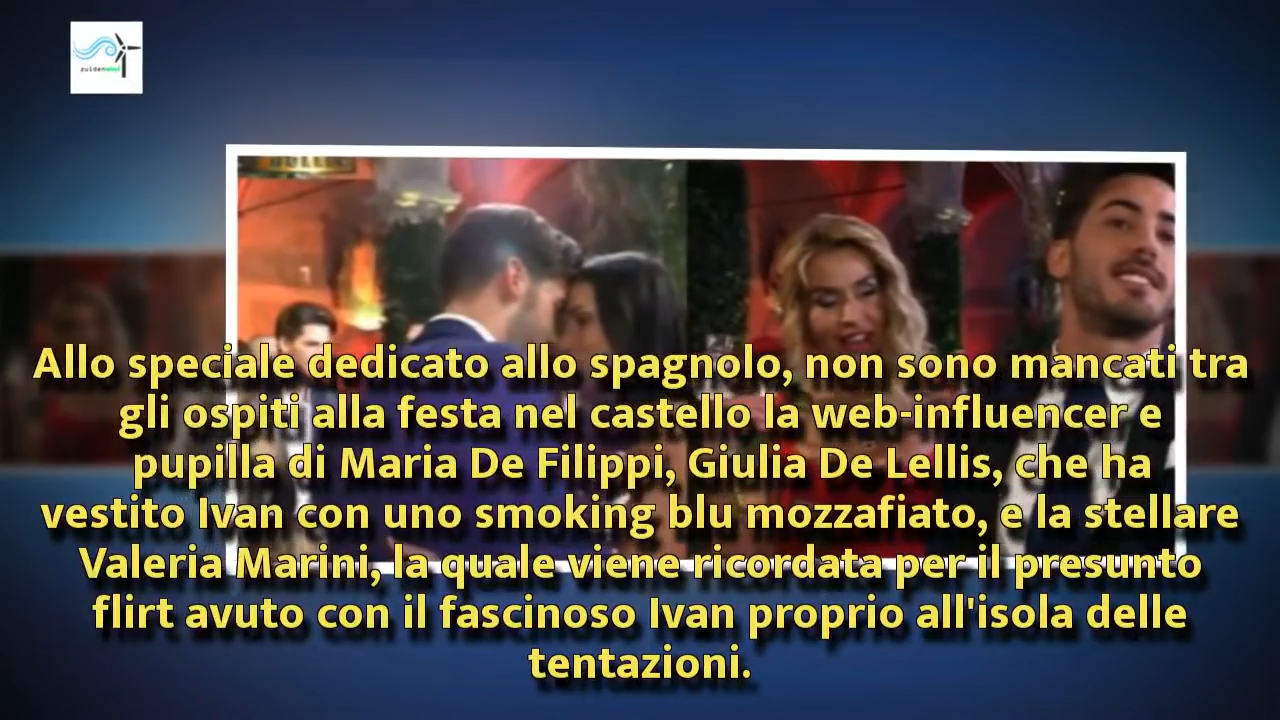 zuidenwind
Allo speciale dedicato allo spagnolo, non sono mancati tra
gli ospiti alla festa nel castello la web-influencer e
pupilla di Maria De Filippi, Giulia De Lellis, che ha
vestito Ivan con uno smoking blu mozzafiato, e la stellare
Valeria Marini, la quale viene ricordata per il presunto
flirt avuto con il fascinoso Ivan proprio all'isola delle
tentazioni.